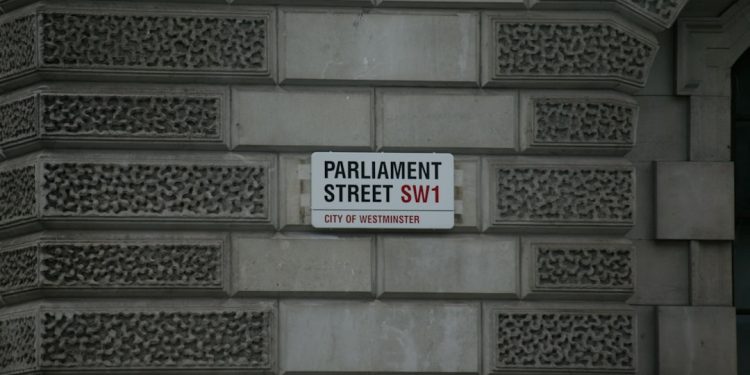 PARLIAMENT
STREET SW1
CITY OF WESTMINSTER